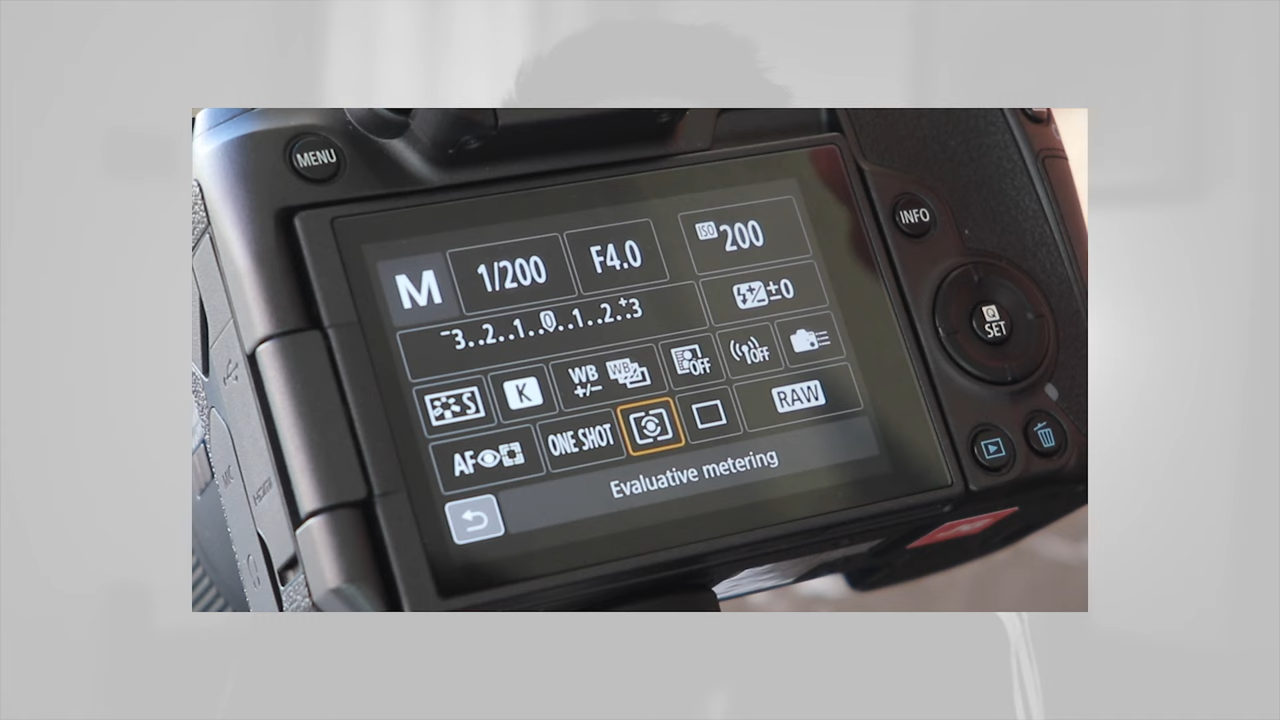 MENU
INFO
M 1/200 F4.0 ISO 200
-3..2..1..0..1..2.+3 ±0
S K WB +/- WB OFF OFF
AF ONE SHOT RAW
Evaluative metering
Q
SET